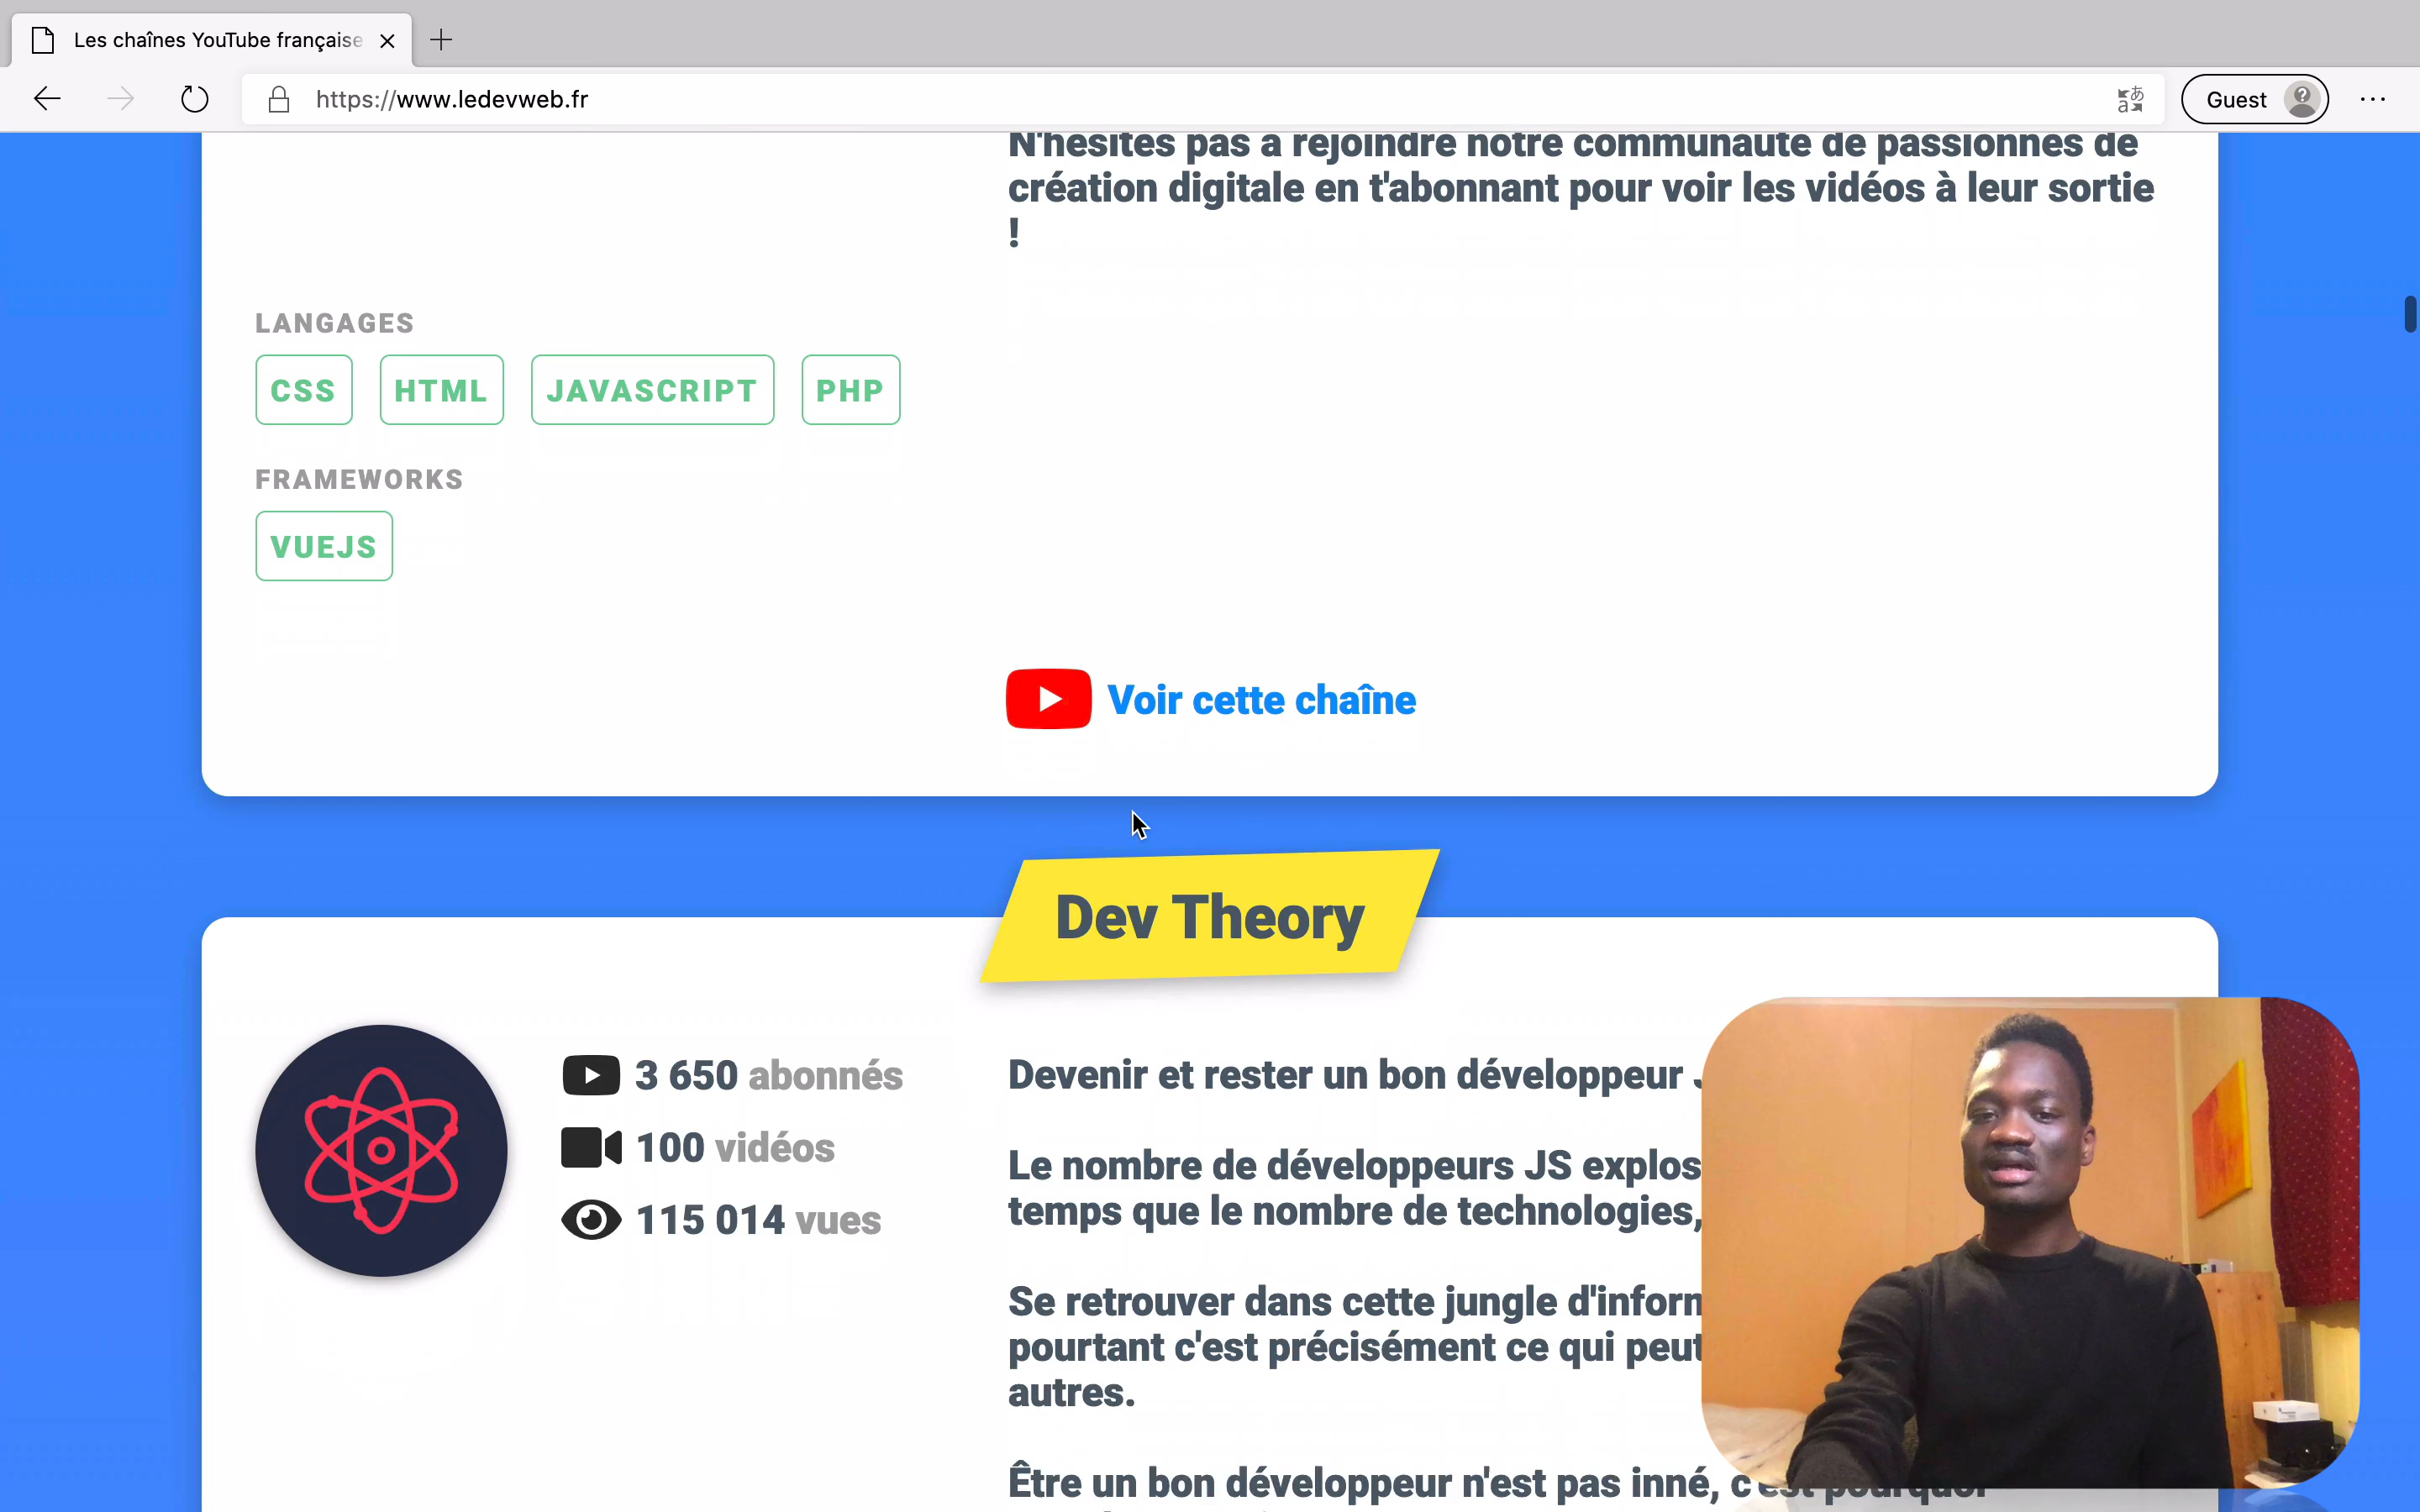 Les chaînes YouTube française
https://www.ledevweb.fr
Guest
N'hésites pas à rejoindre notre communauté de passionnés de
création digitale en t'abonnant pour voir les vidéos à leur sortie
!
LANGAGES
CSS HTML JAVASCRIPT PHP
FRAMEWORKS
VUEJS
Voir cette chaîne
Dev Theory
3 650 abonnés
100 vidéos
115 014 vues
Devenir et rester un bon développeur
Le nombre de développeurs JS explos
temps que le nombre de technologies,
Se retrouver dans cette jungle d'inform
pourtant c'est précisément ce qui peut
autres.
Être un bon développeur n'est pas inné, c'est pourquoi